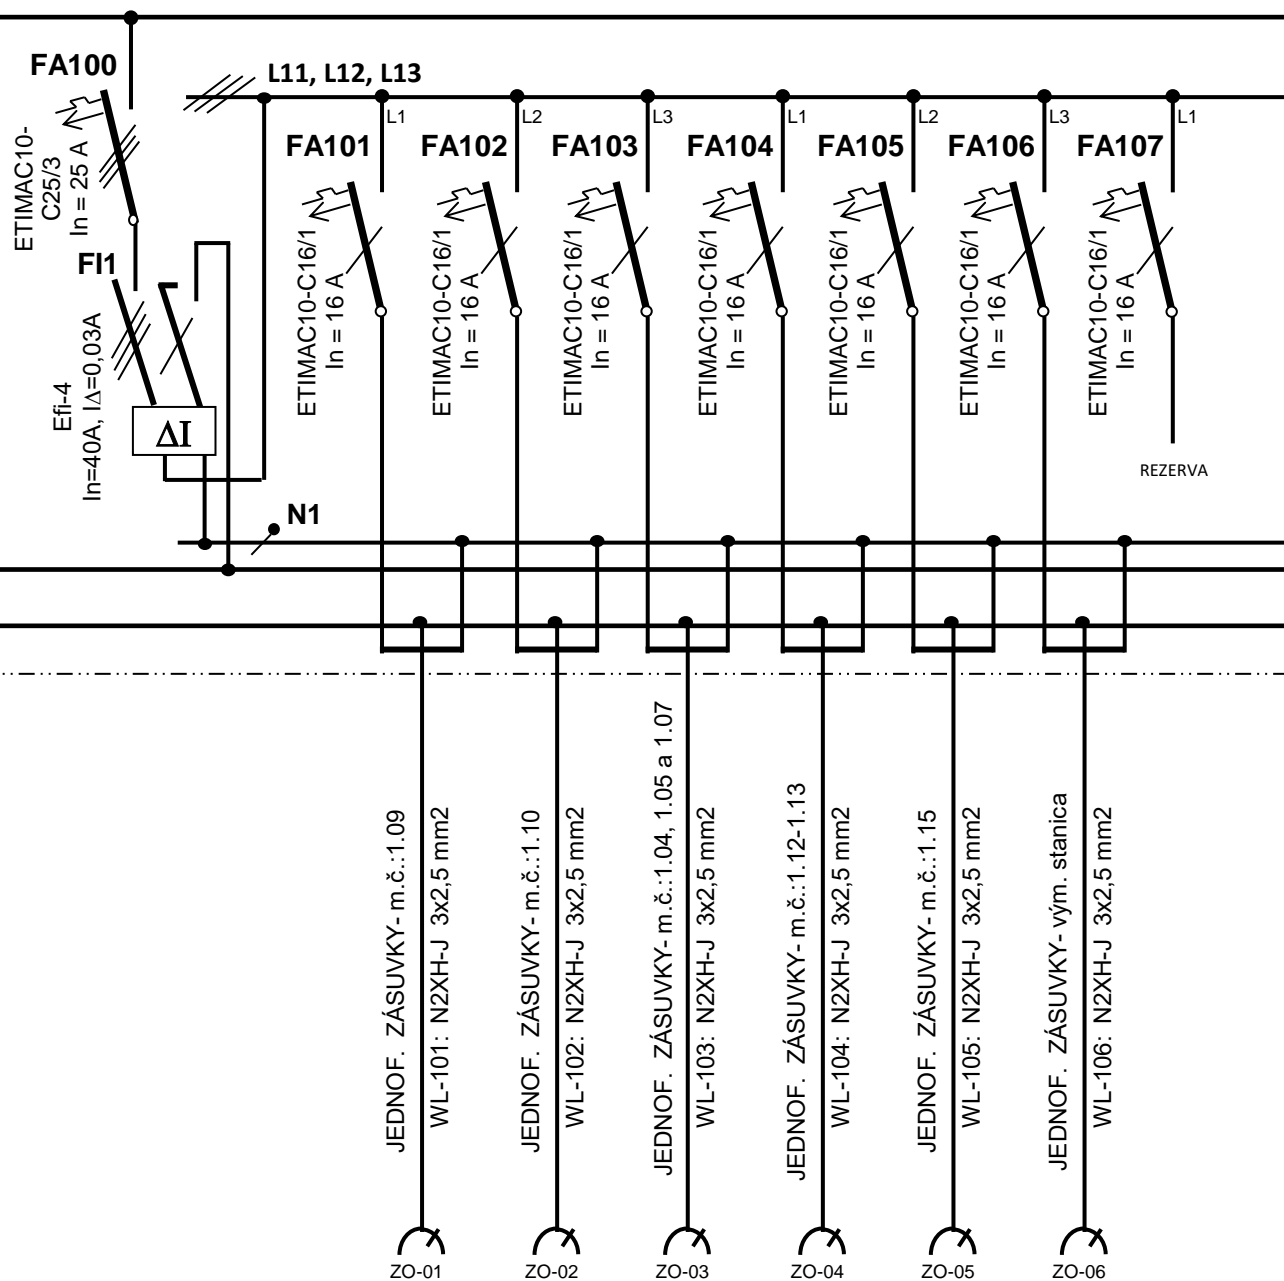 FA100
L11, L12, L13
ETIMAC10-
C25/3
In = 25 A
L1
L2
L3
L1
L2
L3
L1
FA101
FA102
FA103
FA104
FA105
FA106
FA107
ETIMAC10-C16/1
In = 16 A
ETIMAC10-C16/1
In = 16 A
ETIMAC10-C16/1
In = 16 A
ETIMAC10-C16/1
In = 16 A
ETIMAC10-C16/1
In = 16 A
ETIMAC10-C16/1
In = 16 A
ETIMAC10-C16/1
In = 16 A
FI1
Efi-4
In=40A, IΔ=0,03A
ΔI
REZERVA
N1
JEDNOF. ZÁSUVKY- m.č.:1.09
WL-101: N2XH-J 3x2,5 mm2
JEDNOF. ZÁSUVKY- m.č.:1.10
WL-102: N2XH-J 3x2,5 mm2
JEDNOF. ZÁSUVKY- m.č.:1.04, 1.05 a 1.07
WL-103: N2XH-J 3x2,5 mm2
JEDNOF. ZÁSUVKY- m.č.:1.12-1.13
WL-104: N2XH-J 3x2,5 mm2
JEDNOF. ZÁSUVKY- m.č.:1.15
WL-105: N2XH-J 3x2,5 mm2
JEDNOF. ZÁSUVKY- vým. stanica
WL-106: N2XH-J 3x2,5 mm2
ZO-01
ZO-02
ZO-03
ZO-04
ZO-05
ZO-06